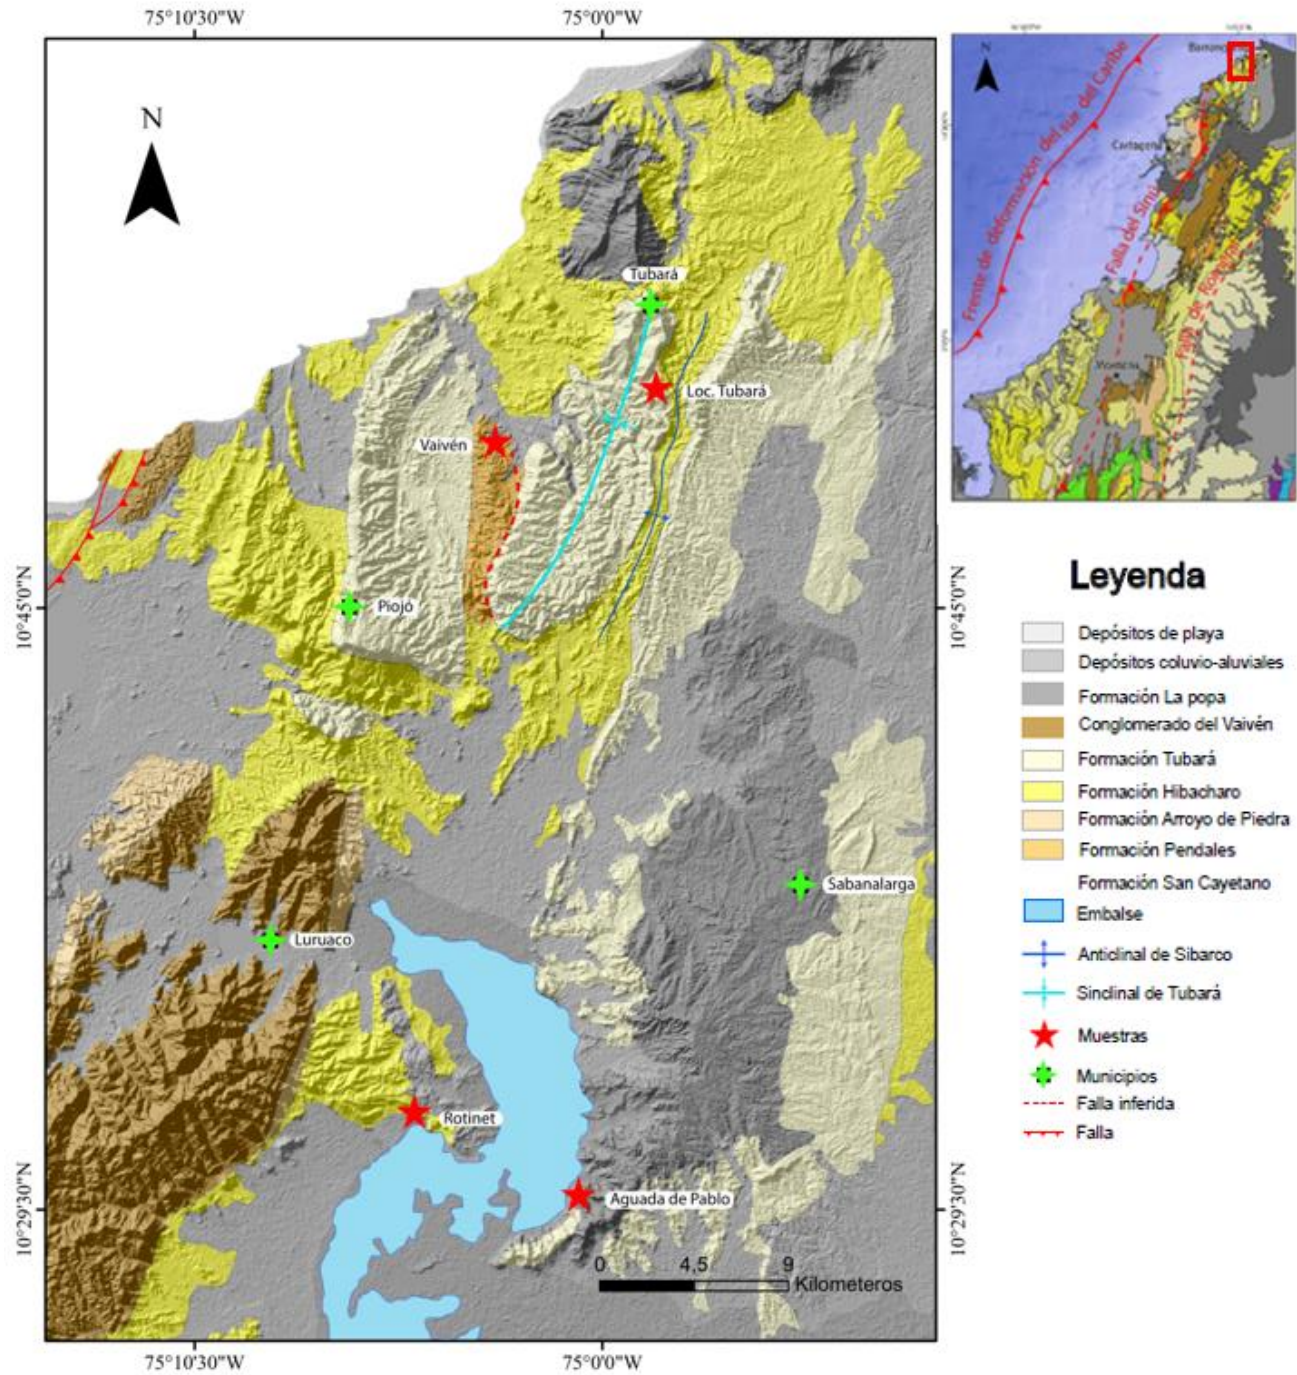 75°10'30"W
75°0'0"W
N
Tubará
Loc. Tubará
Vaivén
Piojó
Sabanalarga
Luruaco
Rotinet
Aguada de Pablo
0
4,5
9
Kilometeros
10°45'0"N
10°29'30"N
10°45'0"N
10°29'30"N
75°10'30"W
75°0'0"W
N
Cartagena
Frente de deformación del sur del Caribe
Falla del Sinú
Leyenda
Depósitos de playa
Depósitos coluvio-aluviales
Formación La popa
Conglomerado del Vaivén
Formación Tubará
Formación Hibacharo
Formación Arroyo de Piedra
Formación Pendales
Formación San Cayetano
Embalse
Anticlinal de Sibarco
Sinclinal de Tubará
Muestras
Municipios
Falla inferida
Falla